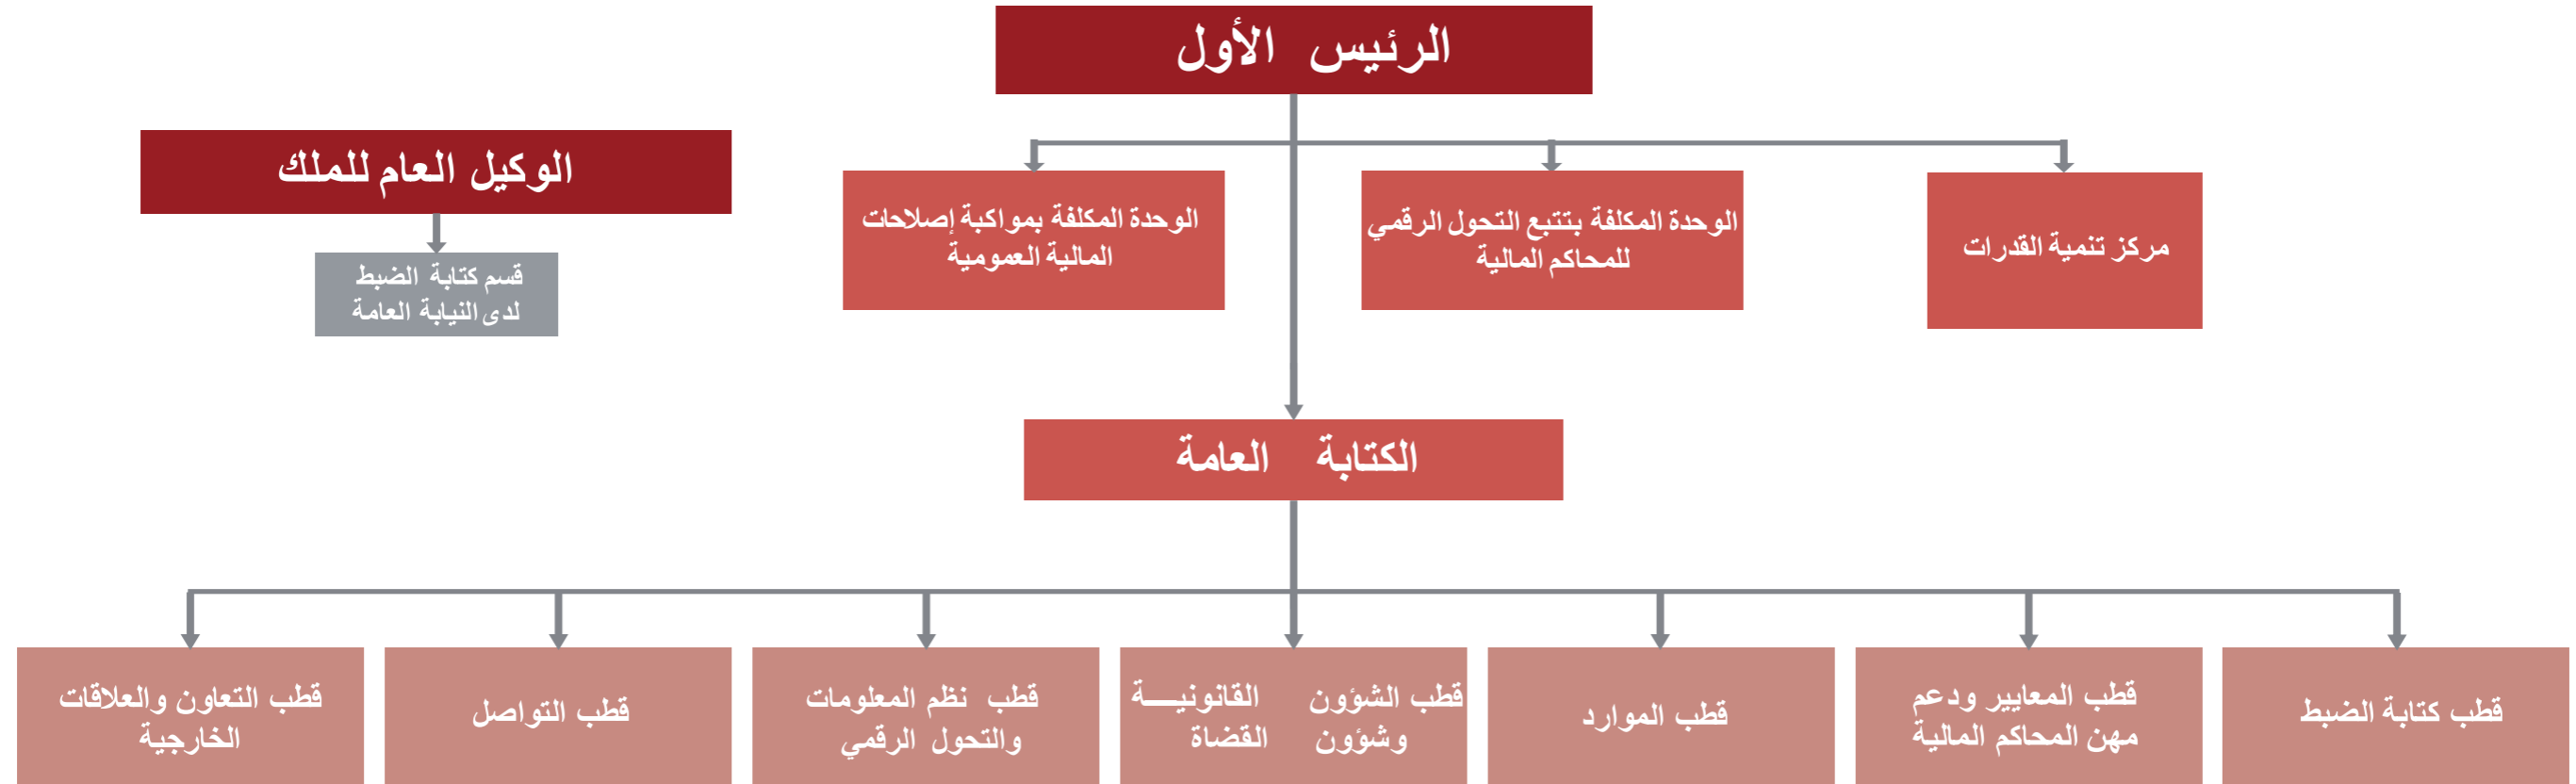 الرئيس الأول
الوكيل العام للملك
مركز تنمية القدرات
الوحدة المكلفة بتتبع التحول الرقمي
للمحاكم المالية
الوحدة المكلفة بمواكبة إصلاحات
المالية العمومية
قسم كتابة الضبط
لدى النيابة العامة
الكتابة العامة
قطب كتابة الضبط
قطب المعايير ودعم
مهن المحاكم المالية
قطب الموارد
قطب الشؤون القانونيـــة
وشؤون القضاة
قطب نظم المعلومات
والتحول الرقمي
قطب التواصل
قطب التعاون والعلاقات
الخارجية